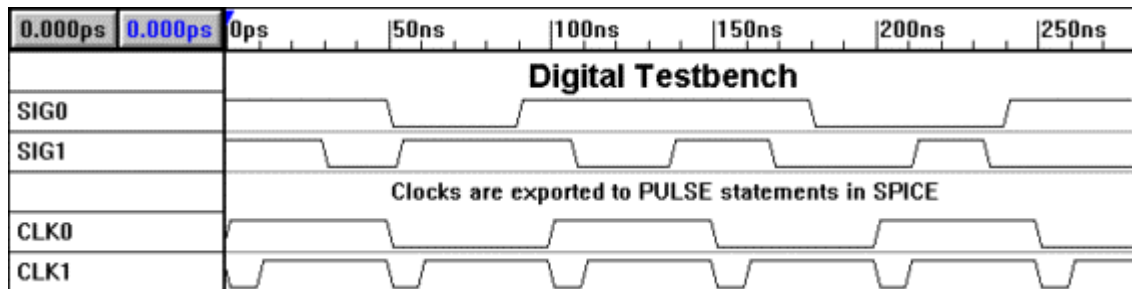 0.000ps 0.000ps 0ps 50ns 100ns 150ns 200ns 250ns
Digital Testbench
SIG0
SIG1
Clocks are exported to PULSE statements in SPICE
CLK0
CLK1